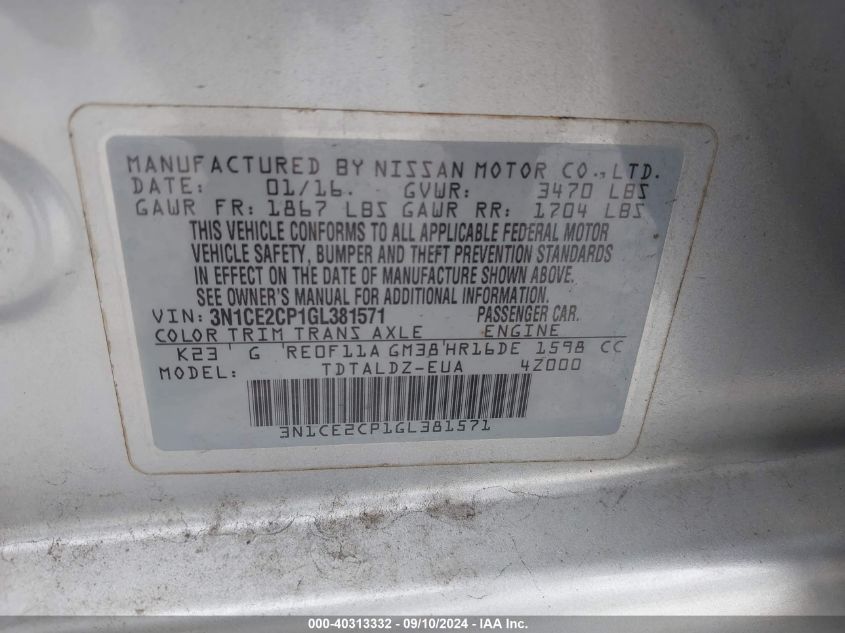 MANUFACTURED BY NISSAN MOTOR CO., LTD.
DATE: 01/16. GVWR: 3470 LBS
GAWR FR: 1867 LBS GAWR RR: 1704 LBS
THIS VEHICLE CONFORMS TO ALL APPLICABLE FEDERAL MOTOR
VEHICLE SAFETY, BUMPER AND THEFT PREVENTION STANDARDS
IN EFFECT ON THE DATE OF MANUFACTURE SHOWN ABOVE.
SEE OWNER'S MANUAL FOR ADDITIONAL INFORMATION.
VIN: 3N1CE2CP1GL381571 PASSENGER CAR.
COLOR TRIM TRANS AXLE ENGINE
K23 G RE0F11A GM38 HR16DE 1598 CC
MODEL: TDTALDZ-EUA 4Z000
3N1CE2CP1GL381571
000-40313332 - 09/10/2024 - IAA Inc.